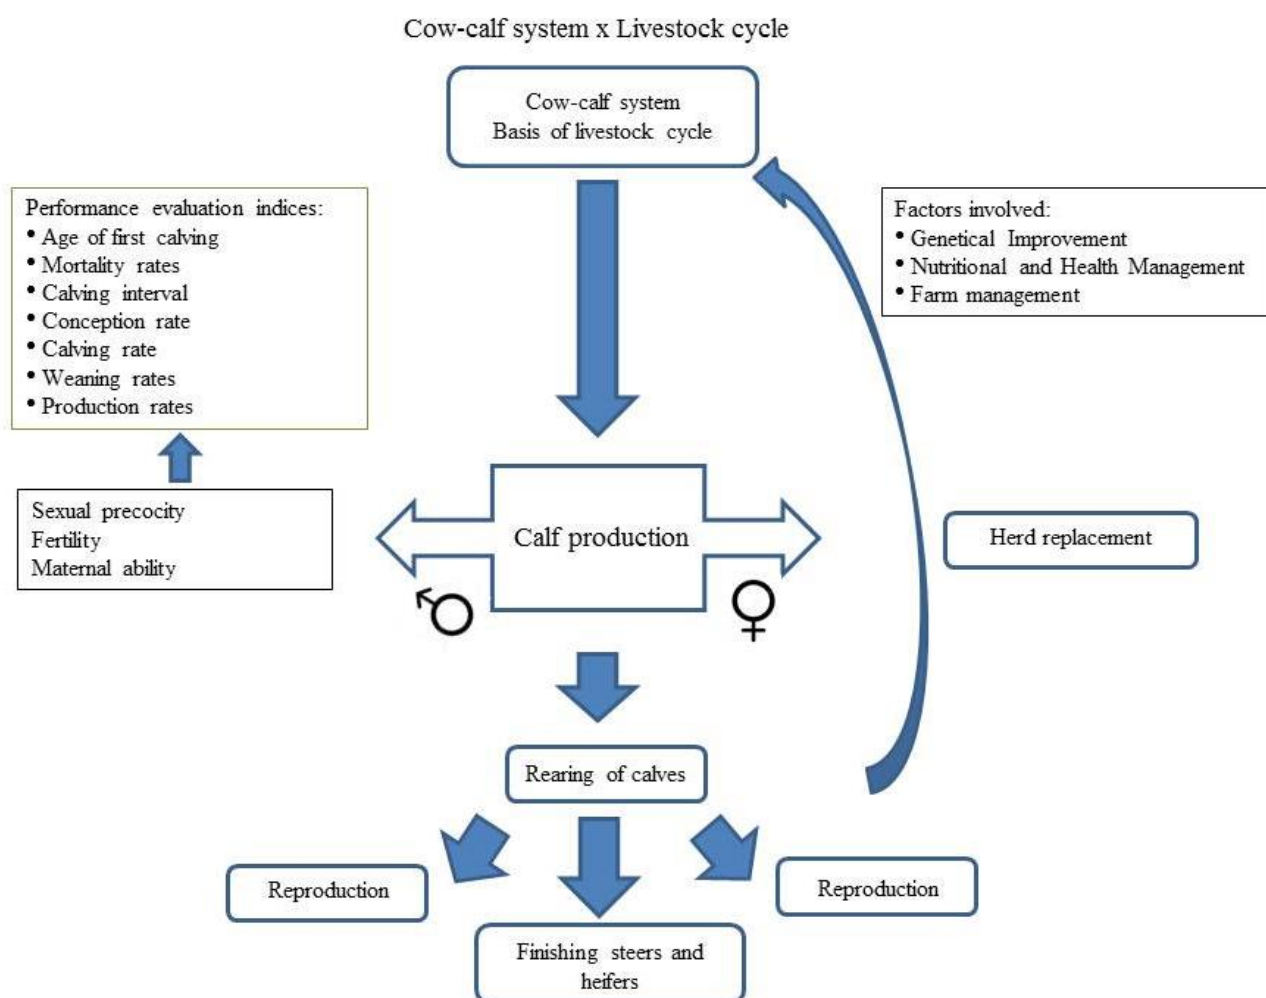 Cow-calf system x Livestock cycle
Cow-calf system
Basis of livestock cycle
Performance evaluation indices:
• Age of first calving
• Mortality rates
• Calving interval
• Conception rate
• Calving rate
• Weaning rates
• Production rates
Factors involved:
• Genetical Improvement
• Nutritional and Health Management
• Farm management
Sexual precocity
Fertility
Maternal ability
Calf production
Herd replacement
Rearing of calves
Reproduction
Reproduction
Finishing steers and
heifers